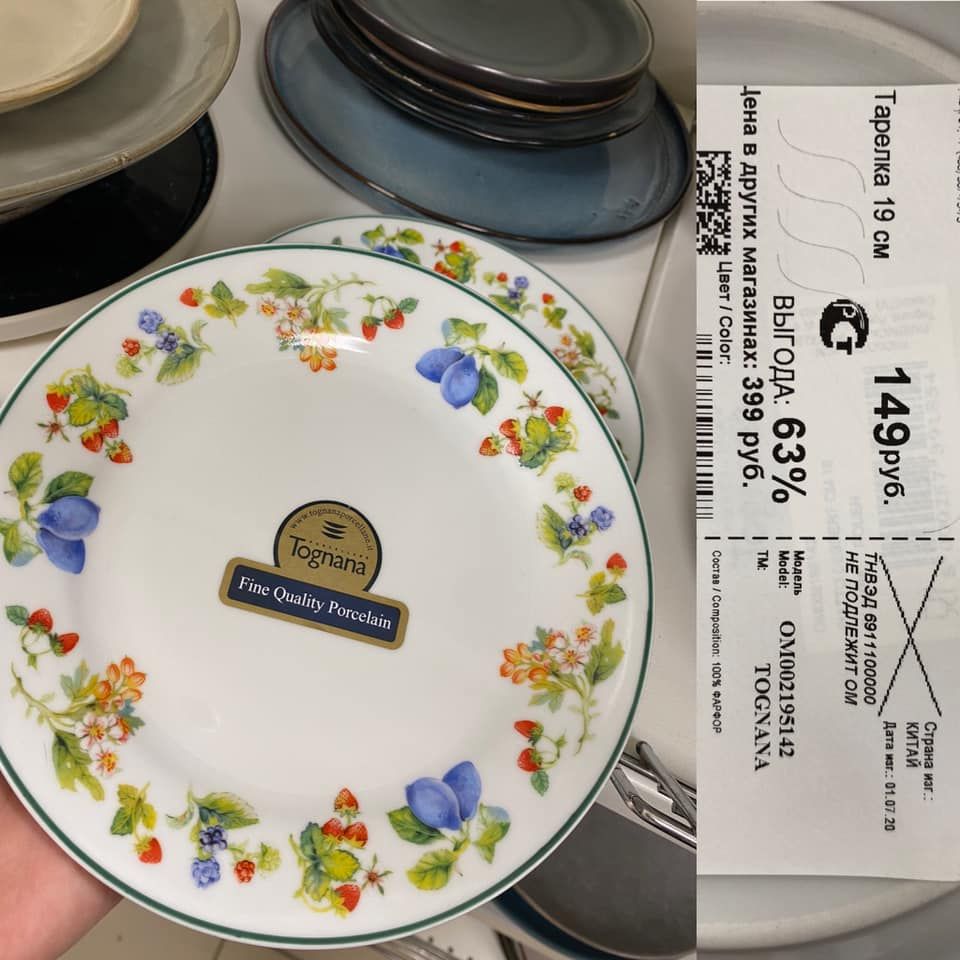 www.tognanaporcellane.it
PORCELLANE
Tognana
Fine Quality Porcelain
Тарелка 19 см
149руб.
РСТ
ВЫГОДА: 63%
Цена в других магазинах: 399 руб.
Цвет / Color:
Страна изг.:
КИТАЙ
Дата изг.: 01.07.20
ТНВЭД 6911100000
НЕ ПОДЛЕЖИТ ОМ
Модель
Model: OM002195142
TM: TOGNANA
Состав / Composition: 100% ФАРФОР